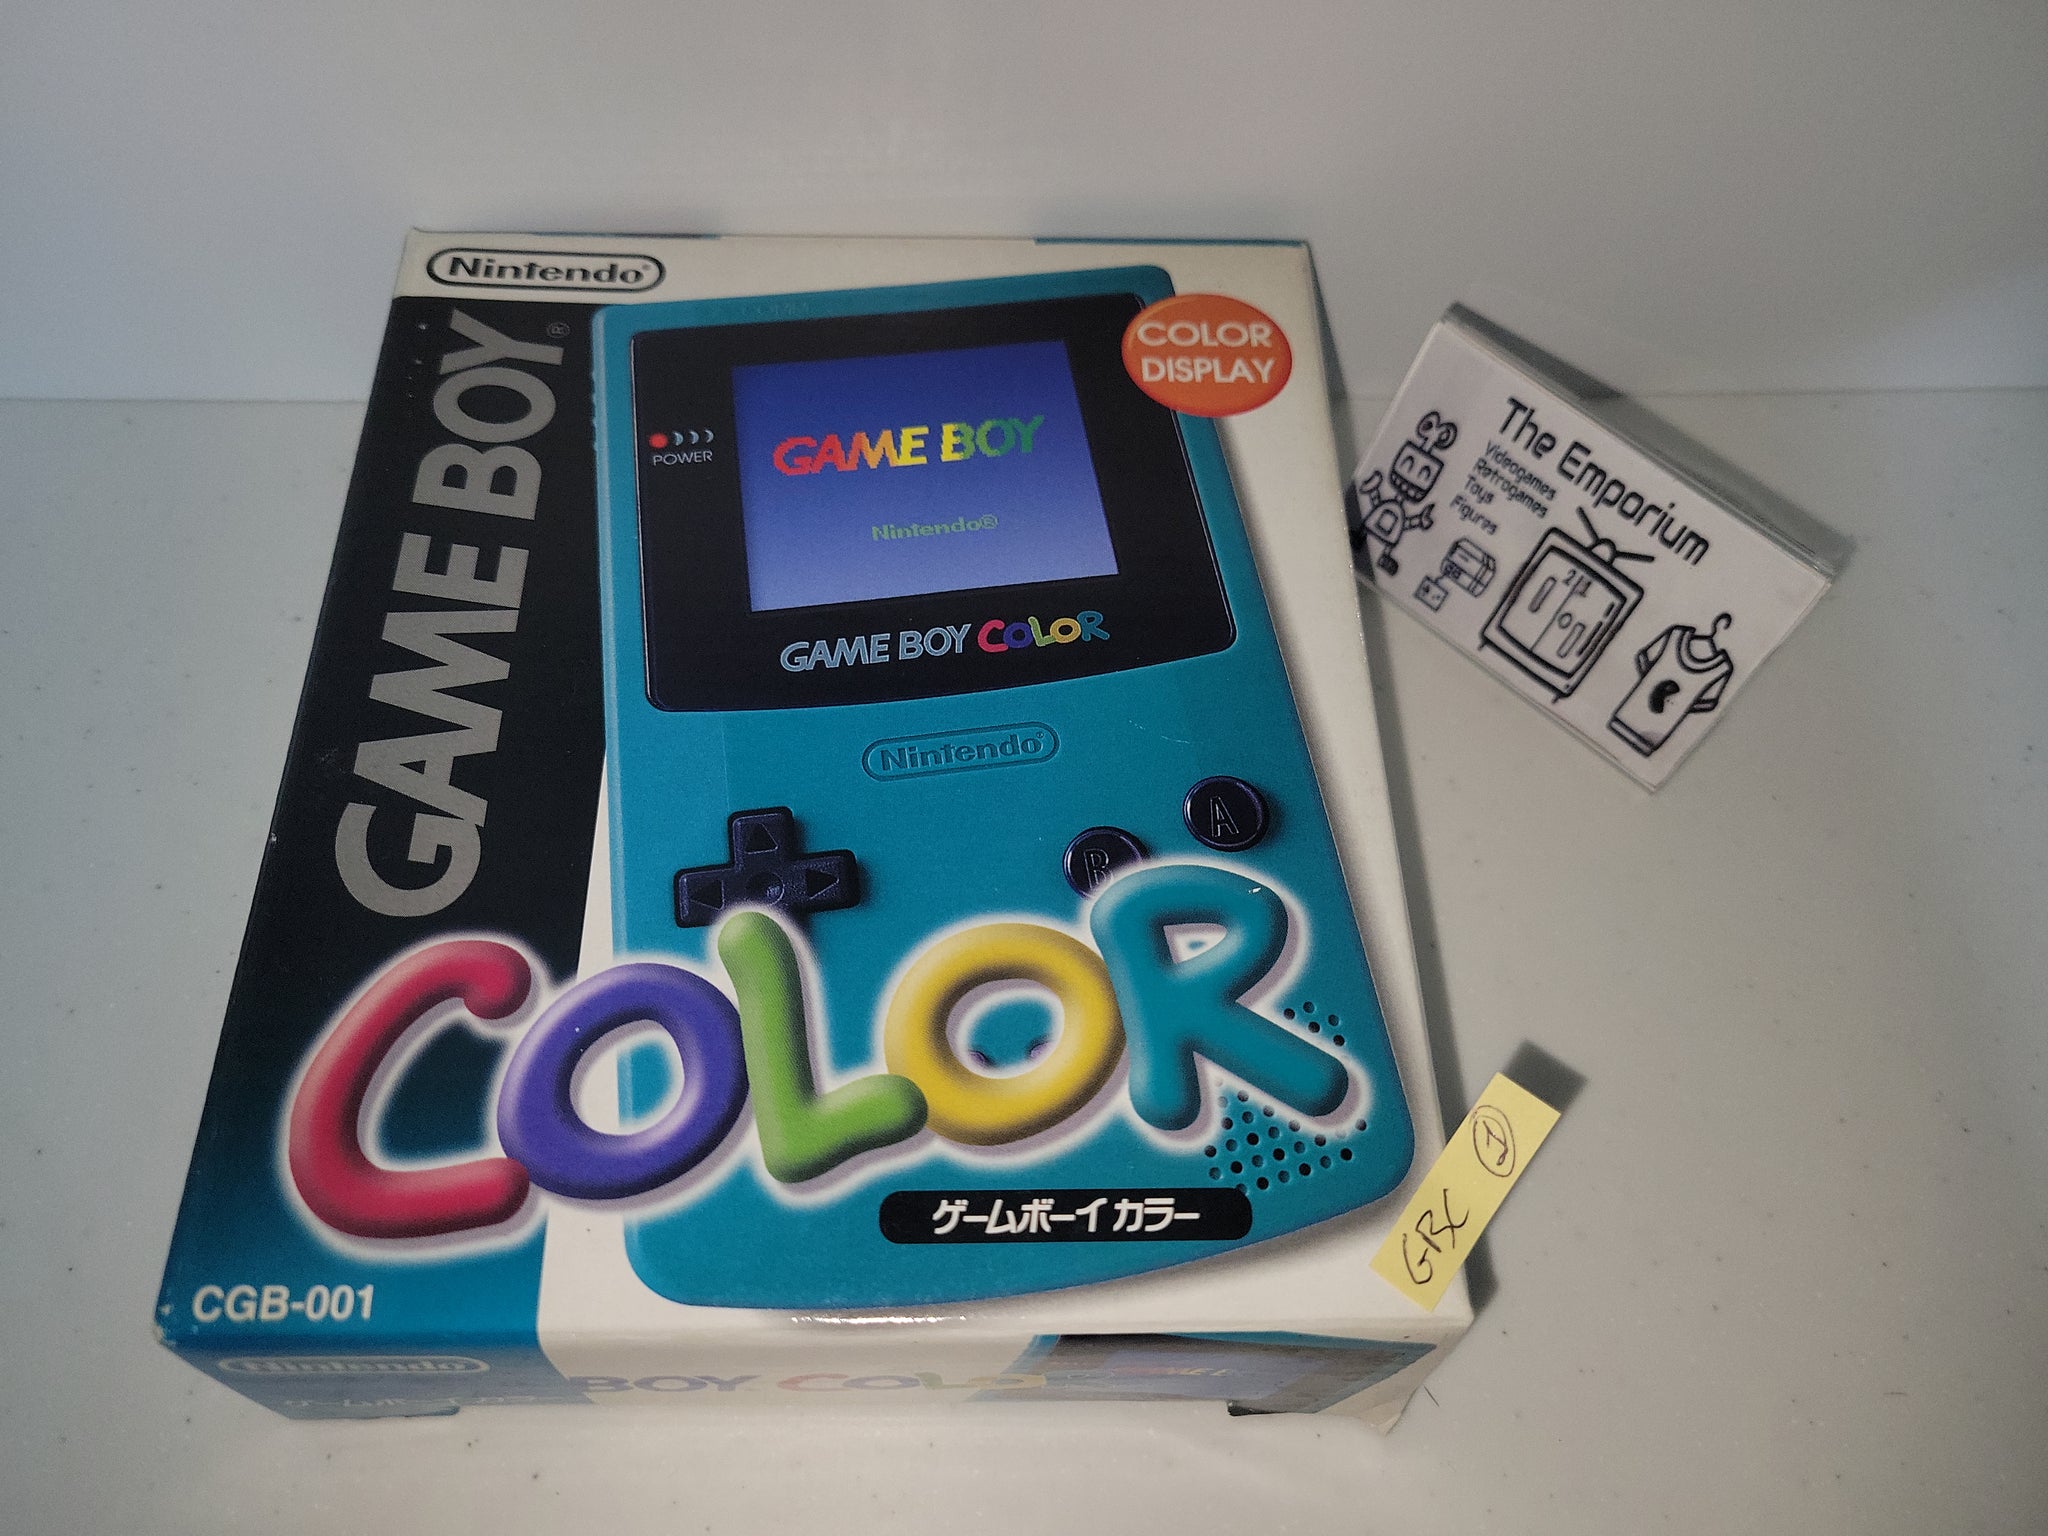 Nintendo®
GAME BOY®
COLOR
DISPLAY
POWER
GAME BOY
Nintendo®
GAME BOY COLOR
Nintendo®
A
B
COLOR
ゲームボーイ カラー
CGB-001
Nintendo
BOY COLO
The Emporium
Videogames
Retrogames
Toys
Figures
GBC